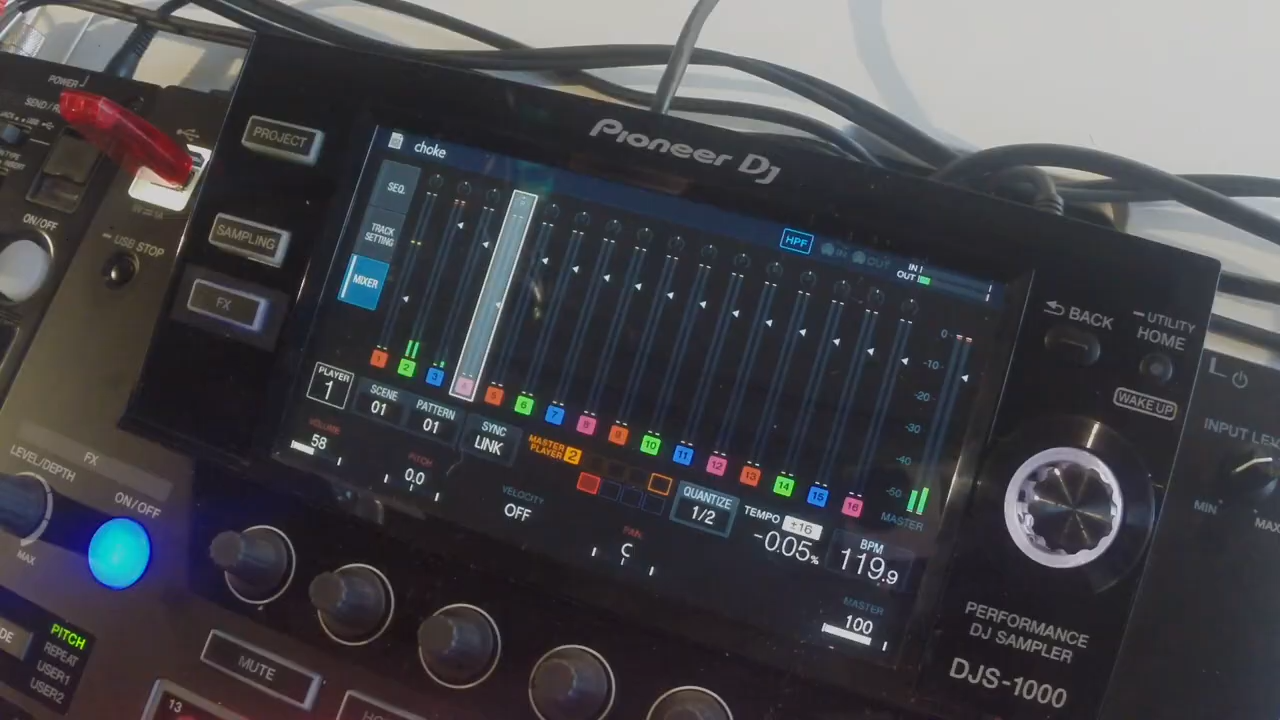 POWER
SEND/
ON/OFF
USB STOP
FX
LEVEL/DEPTH
ON/OFF
MAX
PITCH
REPEAT
USER1
USER2
PROJECT
SAMPLING
FX
MUTE
13
Pioneer Dj
choke
SEQ.
TRACK
SETTING
MIXER
HPF
IN
OUT
IN
OUT
0
-10
-20
-30
-40
-50
MASTER
1
2
3
4
5
6
7
8
9
10
11
12
13
14
15
16
PLAYER
1
SCENE
01
PATTERN
01
SYNC
LINK
MASTER
PLAYER 2
VOLUME
58
PITCH
0.0
VELOCITY
OFF
PAN
C
QUANTIZE
1/2
TEMPO ±16
-0.05%
BPM
119.9
MASTER
100
BACK
UTILITY
HOME
WAKE UP
PERFORMANCE
DJ SAMPLER
DJS-1000
L
INPUT LEV
MIN
MAX